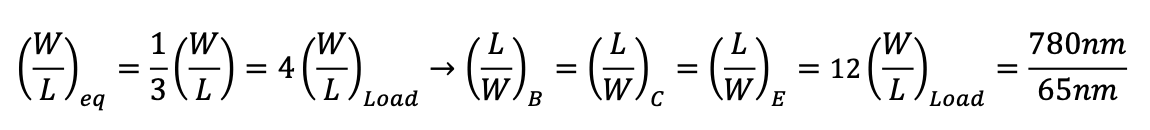 (W/L)_eq = 1/3 (W/L) = 4 (W/L)_Load → (L/W)_B = (L/W)_C = (L/W)_E = 12 (W/L)_Load = 780nm/65nm